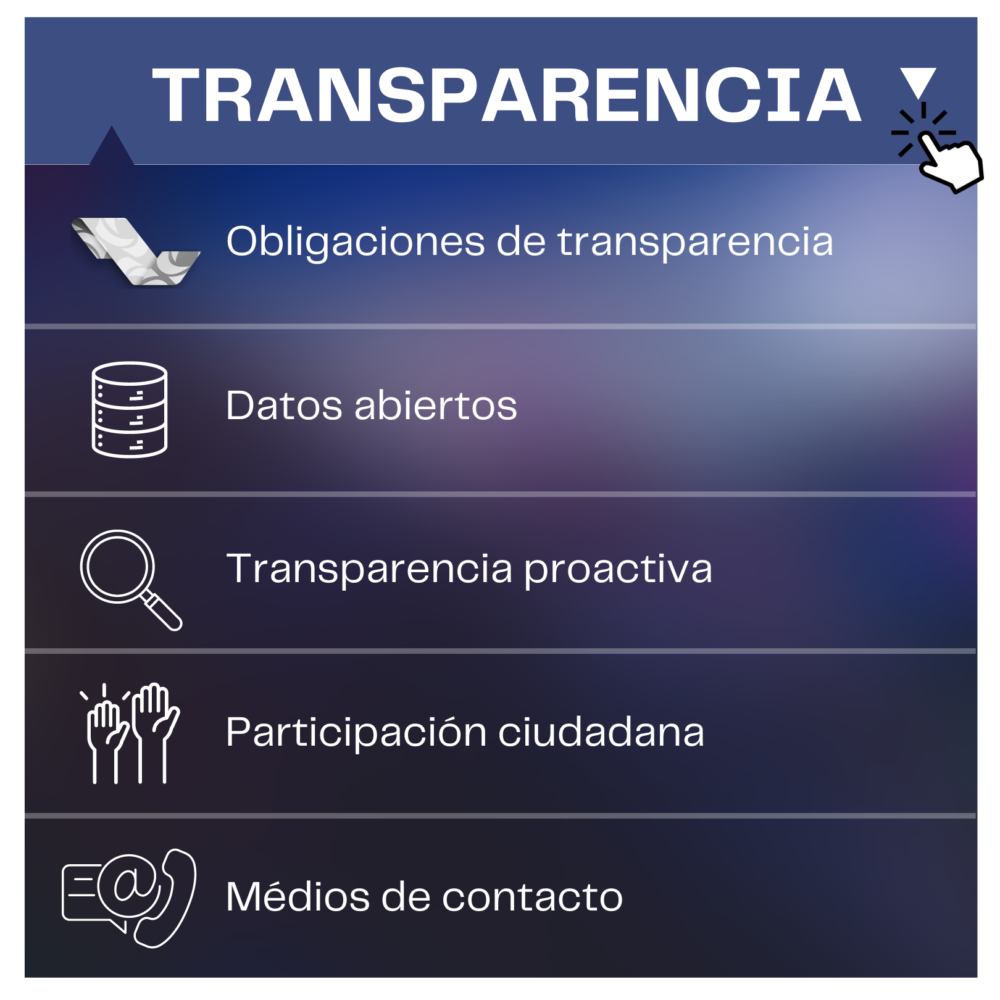 TRANSPARENCIA
Obligaciones de transparencia
Datos abiertos
Transparencia proactiva
Participación ciudadana
Médios de contacto